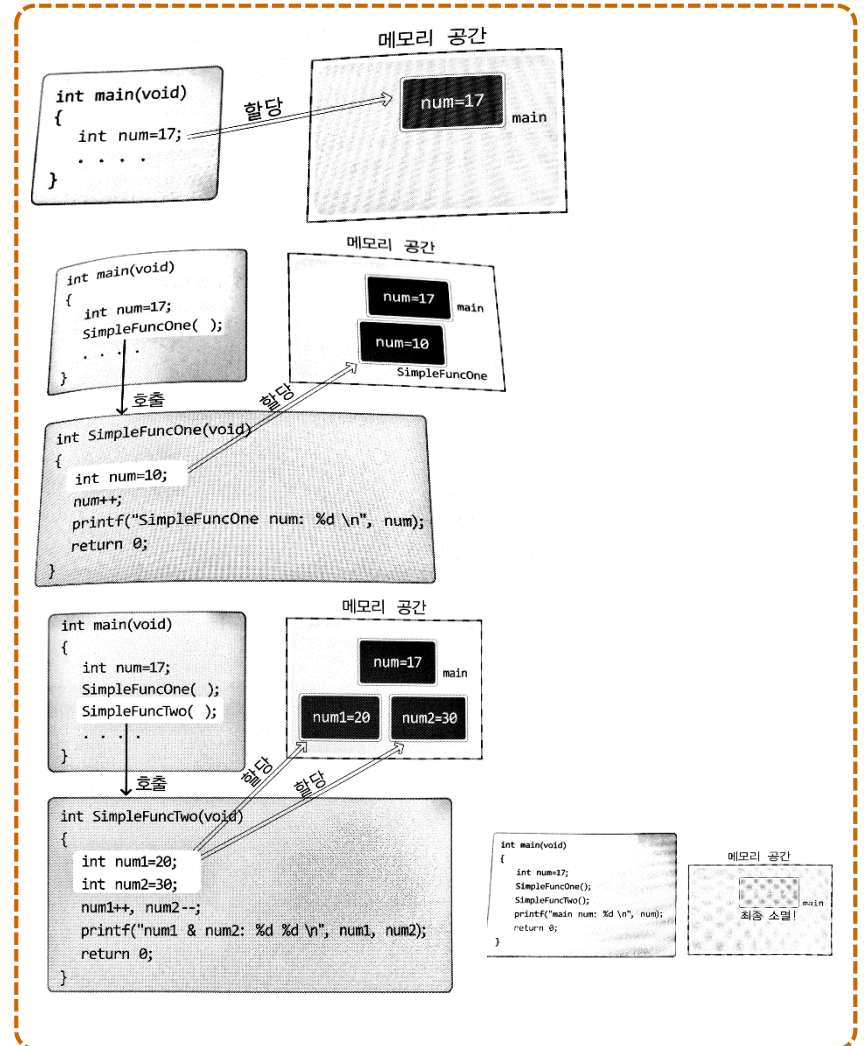 메모리 공간
int main(void)
{
int num=17;
. . . .
}
할당
num=17
main
메모리 공간
int main(void)
{
int num=17;
SimpleFuncOne( );
. . . .
}
num=17
main
num=10
SimpleFuncOne
호출
할당
int SimpleFuncOne(void)
{
int num=10;
num++;
printf("SimpleFuncOne num: %d \n", num);
return 0;
}
메모리 공간
int main(void)
{
int num=17;
SimpleFuncOne( );
SimpleFuncTwo( );
. . . .
}
num=17
main
num1=20
num2=30
호출
할당
할당
int SimpleFuncTwo(void)
{
int num1=20;
int num2=30;
num1++, num2--;
printf("num1 & num2: %d %d \n", num1, num2);
return 0;
}
int main(void)
{
int num=17;
SimpleFuncOne();
SimpleFuncTwo();
printf("main num: %d \n", num);
return 0;
}
메모리 공간
main
최종 소멸!